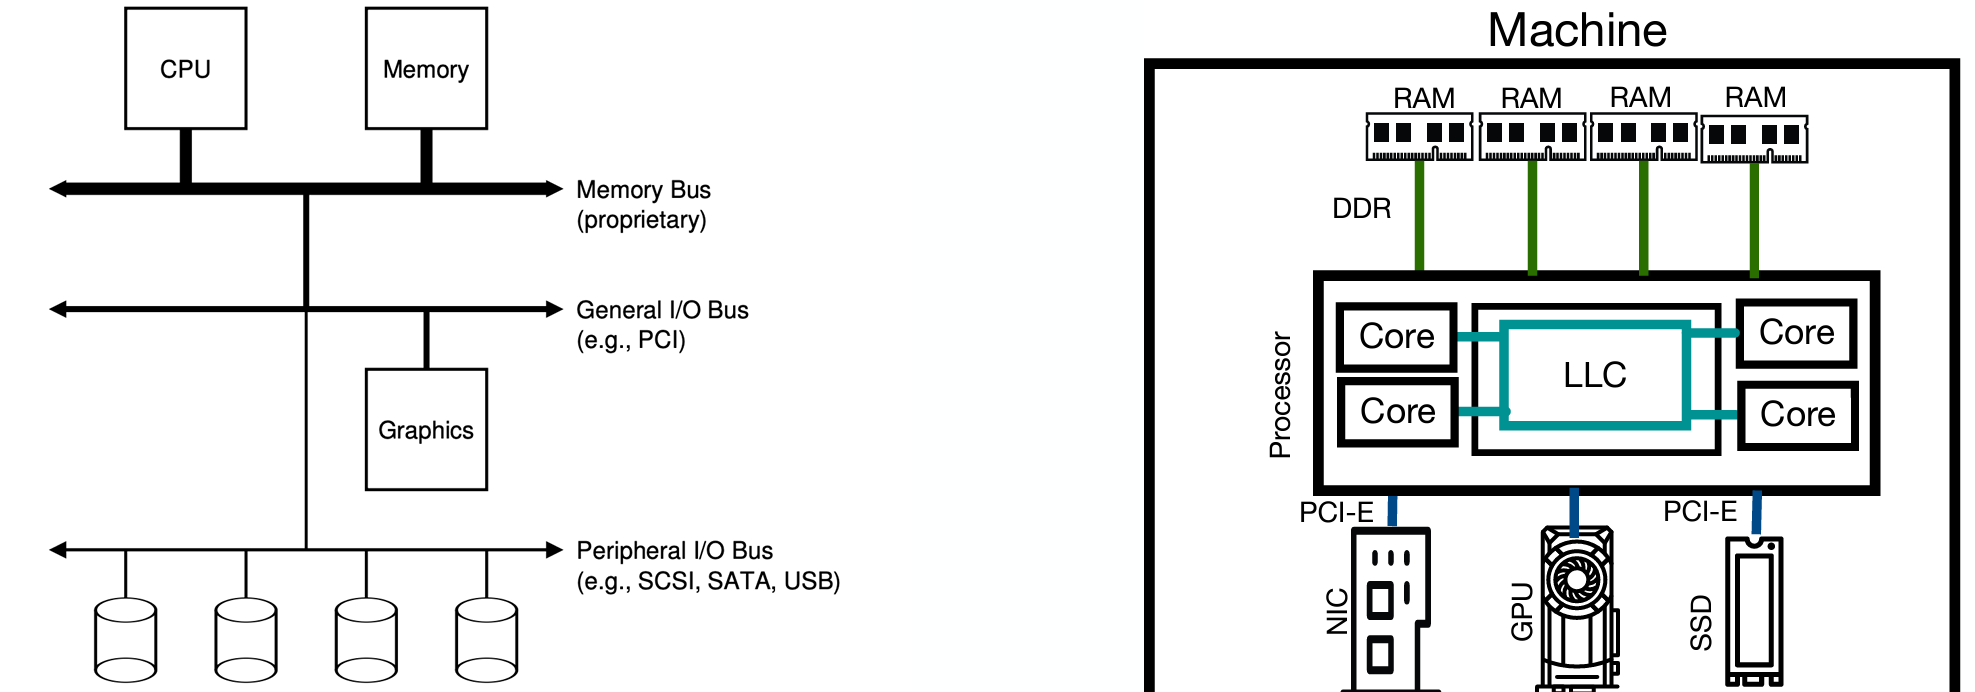 CPU
Memory
Memory Bus
(proprietary)
General I/O Bus
(e.g., PCI)
Graphics
Peripheral I/O Bus
(e.g., SCSI, SATA, USB)
Machine
RAM RAM RAM RAM
DDR
Processor
Core
Core
LLC
Core
Core
PCI-E
PCI-E
NIC
GPU
SSD